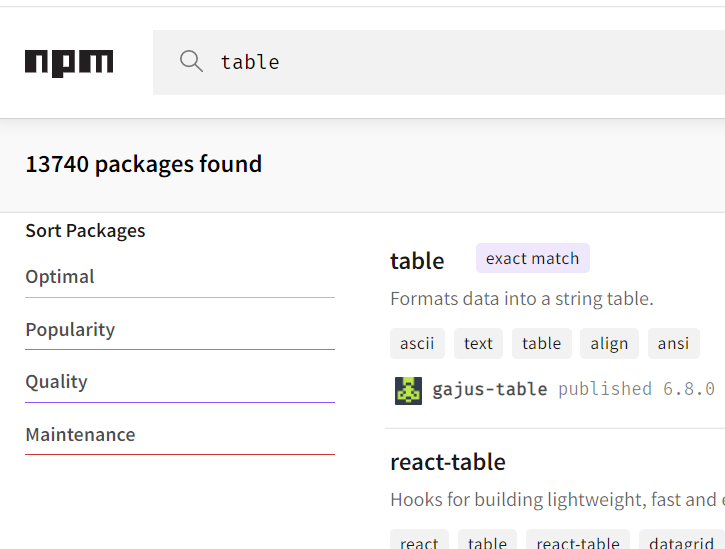 npm
table
13740 packages found
Sort Packages
Optimal
Popularity
Quality
Maintenance
table exact match
Formats data into a string table.
ascii text table align ansi
gajus-table published 6.8.0
react-table
Hooks for building lightweight, fast and
react table react-table datagrid